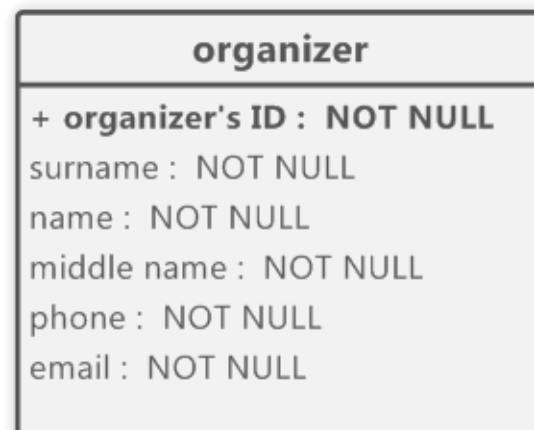 organizer
+ organizer's ID : NOT NULL
surname : NOT NULL
name : NOT NULL
middle name : NOT NULL
phone : NOT NULL
email : NOT NULL